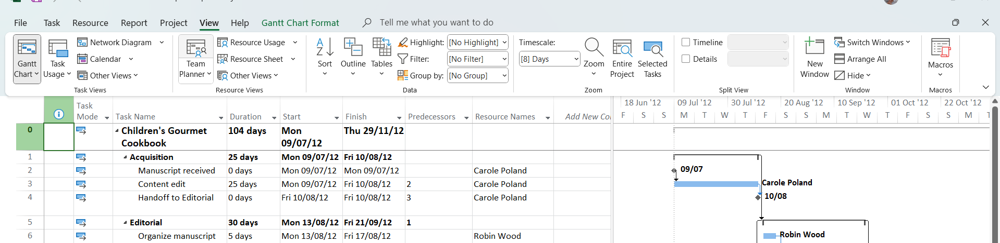 File Task Resource Report Project View Help Gantt Chart Format Tell me what you want to do
Gantt Chart
Task Usage
Network Diagram
Calendar
Other Views
Task Views
Team Planner
Resource Usage
Resource Sheet
Other Views
Resource Views
Sort
Outline
Tables
Highlight: [No Highlight]
Filter: [No Filter]
Group by: [No Group]
Data
Timescale:
[8] Days
Zoom
Entire Project
Selected Tasks
Zoom
Timeline
Details
Split View
New Window
Switch Windows
Arrange All
Hide
Window
Macros
Macros
Task Mode Task Name Duration Start Finish Predecessors Resource Names Add New Co
18 Jun '12 09 Jul '12 30 Jul '12 20 Aug '12 10 Sep '12 01 Oct '12 22 Oct '12
F S S M T W T F S S M T W T F S S M T
0 Children's Gourmet Cookbook 104 days Mon 09/07/12 Thu 29/11/12
1 Acquisition 25 days Mon 09/07/12 Fri 10/08/12
2 Manuscript received 0 days Mon 09/07/12 Mon 09/07/12 Carole Poland 09/07
3 Content edit 25 days Mon 09/07/12 Fri 10/08/12 2 Carole Poland Carole Poland
4 Handoff to Editorial 0 days Fri 10/08/12 Fri 10/08/12 3 Carole Poland 10/08
5 Editorial 30 days Mon 13/08/12 Fri 21/09/12 1
6 Organize manuscript 5 days Mon 13/08/12 Fri 17/08/12 Robin Wood Robin Wood